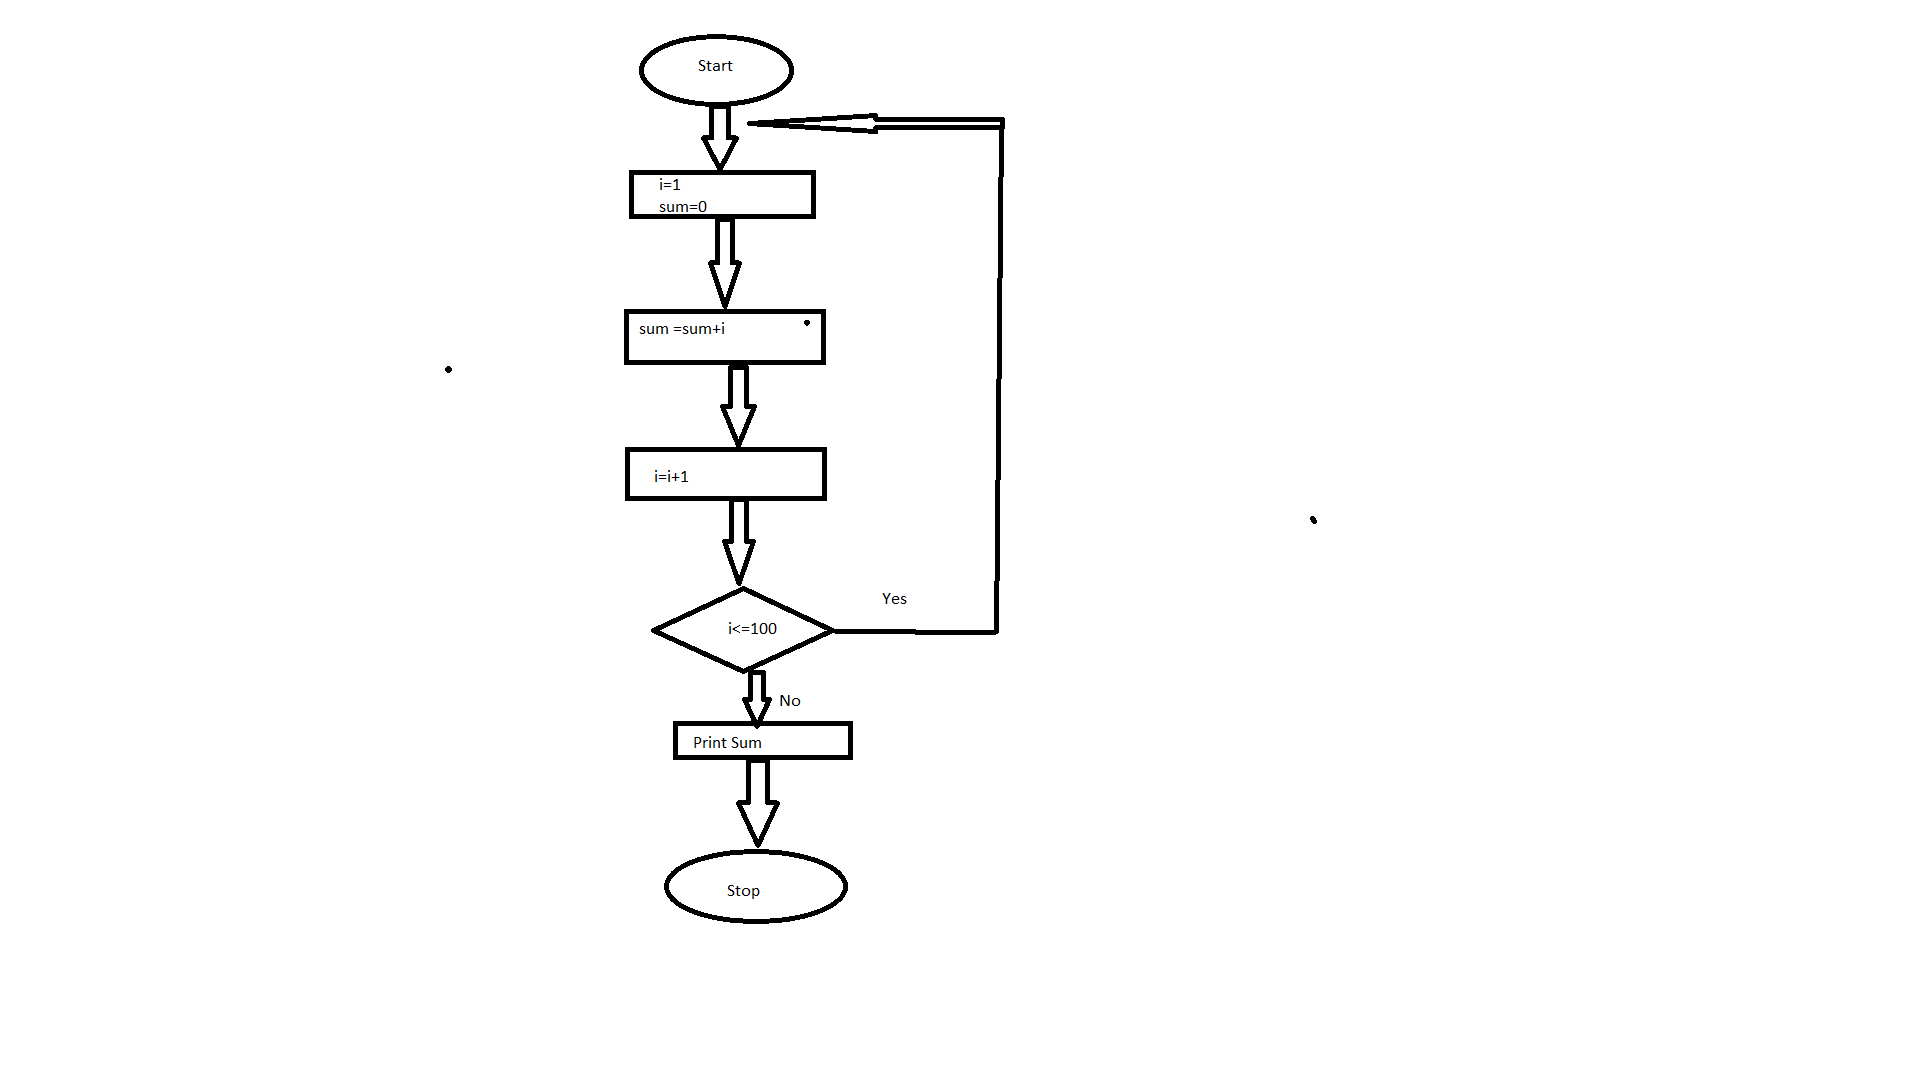 Start
i=1
sum=0
sum =sum+i
i=i+1
Yes
i<=100
No
Print Sum
Stop